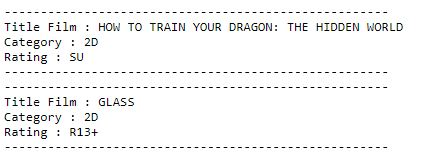 --------------------------------------------------
Title Film : HOW TO TRAIN YOUR DRAGON: THE HIDDEN WORLD
Category : 2D
Rating : SU
--------------------------------------------------
--------------------------------------------------
Title Film : GLASS
Category : 2D
Rating : R13+
--------------------------------------------------